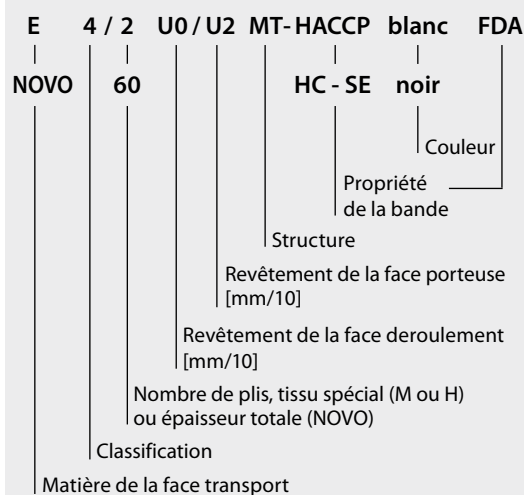 E 4 / 2 U0 / U2 MT- HACCP blanc FDA
NOVO 60 HC - SE noir
Couleur
Propriété
de la bande
Structure
Revêtement de la face porteuse
[mm/10]
Revêtement de la face deroulement
[mm/10]
Nombre de plis, tissu spécial (M ou H)
ou épaisseur totale (NOVO)
Classification
Matière de la face transport